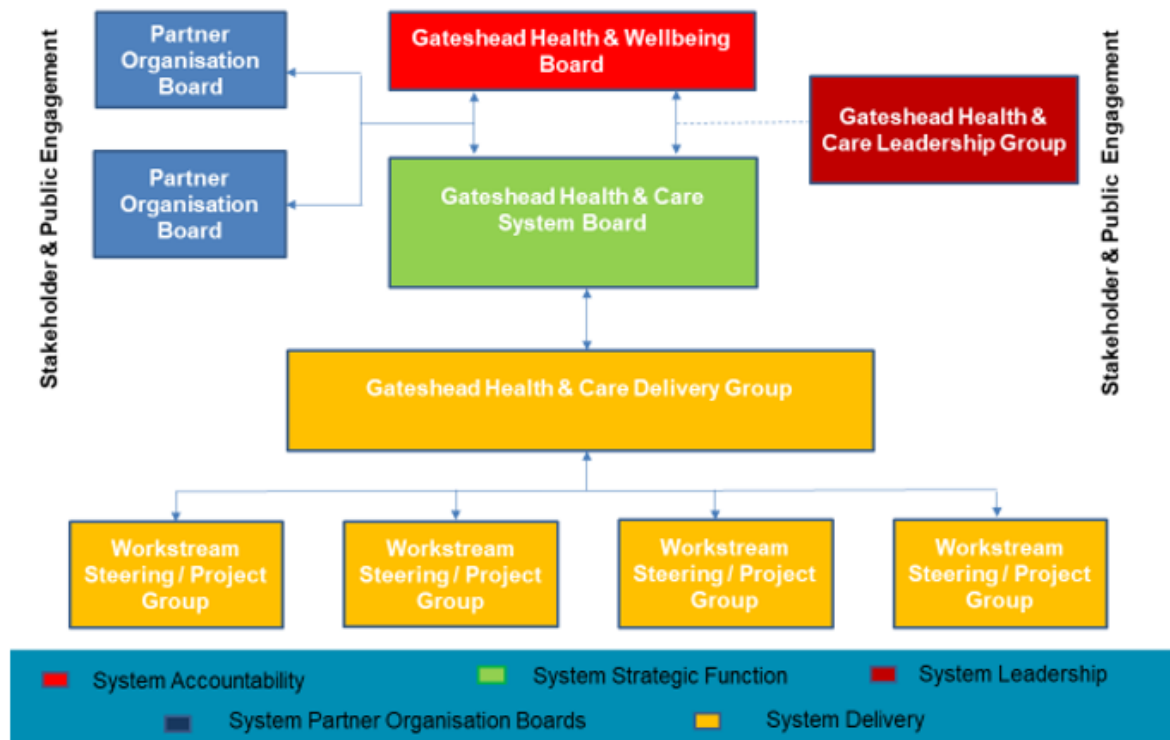 Stakeholder & Public Engagement
Partner
Organisation
Board
Gateshead Health & Wellbeing
Board
Gateshead Health &
Care Leadership Group
Stakeholder & Public Engagement
Partner
Organisation
Board
Gateshead Health & Care
System Board
Gateshead Health & Care Delivery Group
Workstream
Steering / Project
Group
Workstream
Steering / Project
Group
Workstream
Steering / Project
Group
Workstream
Steering / Project
Group
System Accountability
System Strategic Function
System Leadership
System Partner Organisation Boards
System Delivery